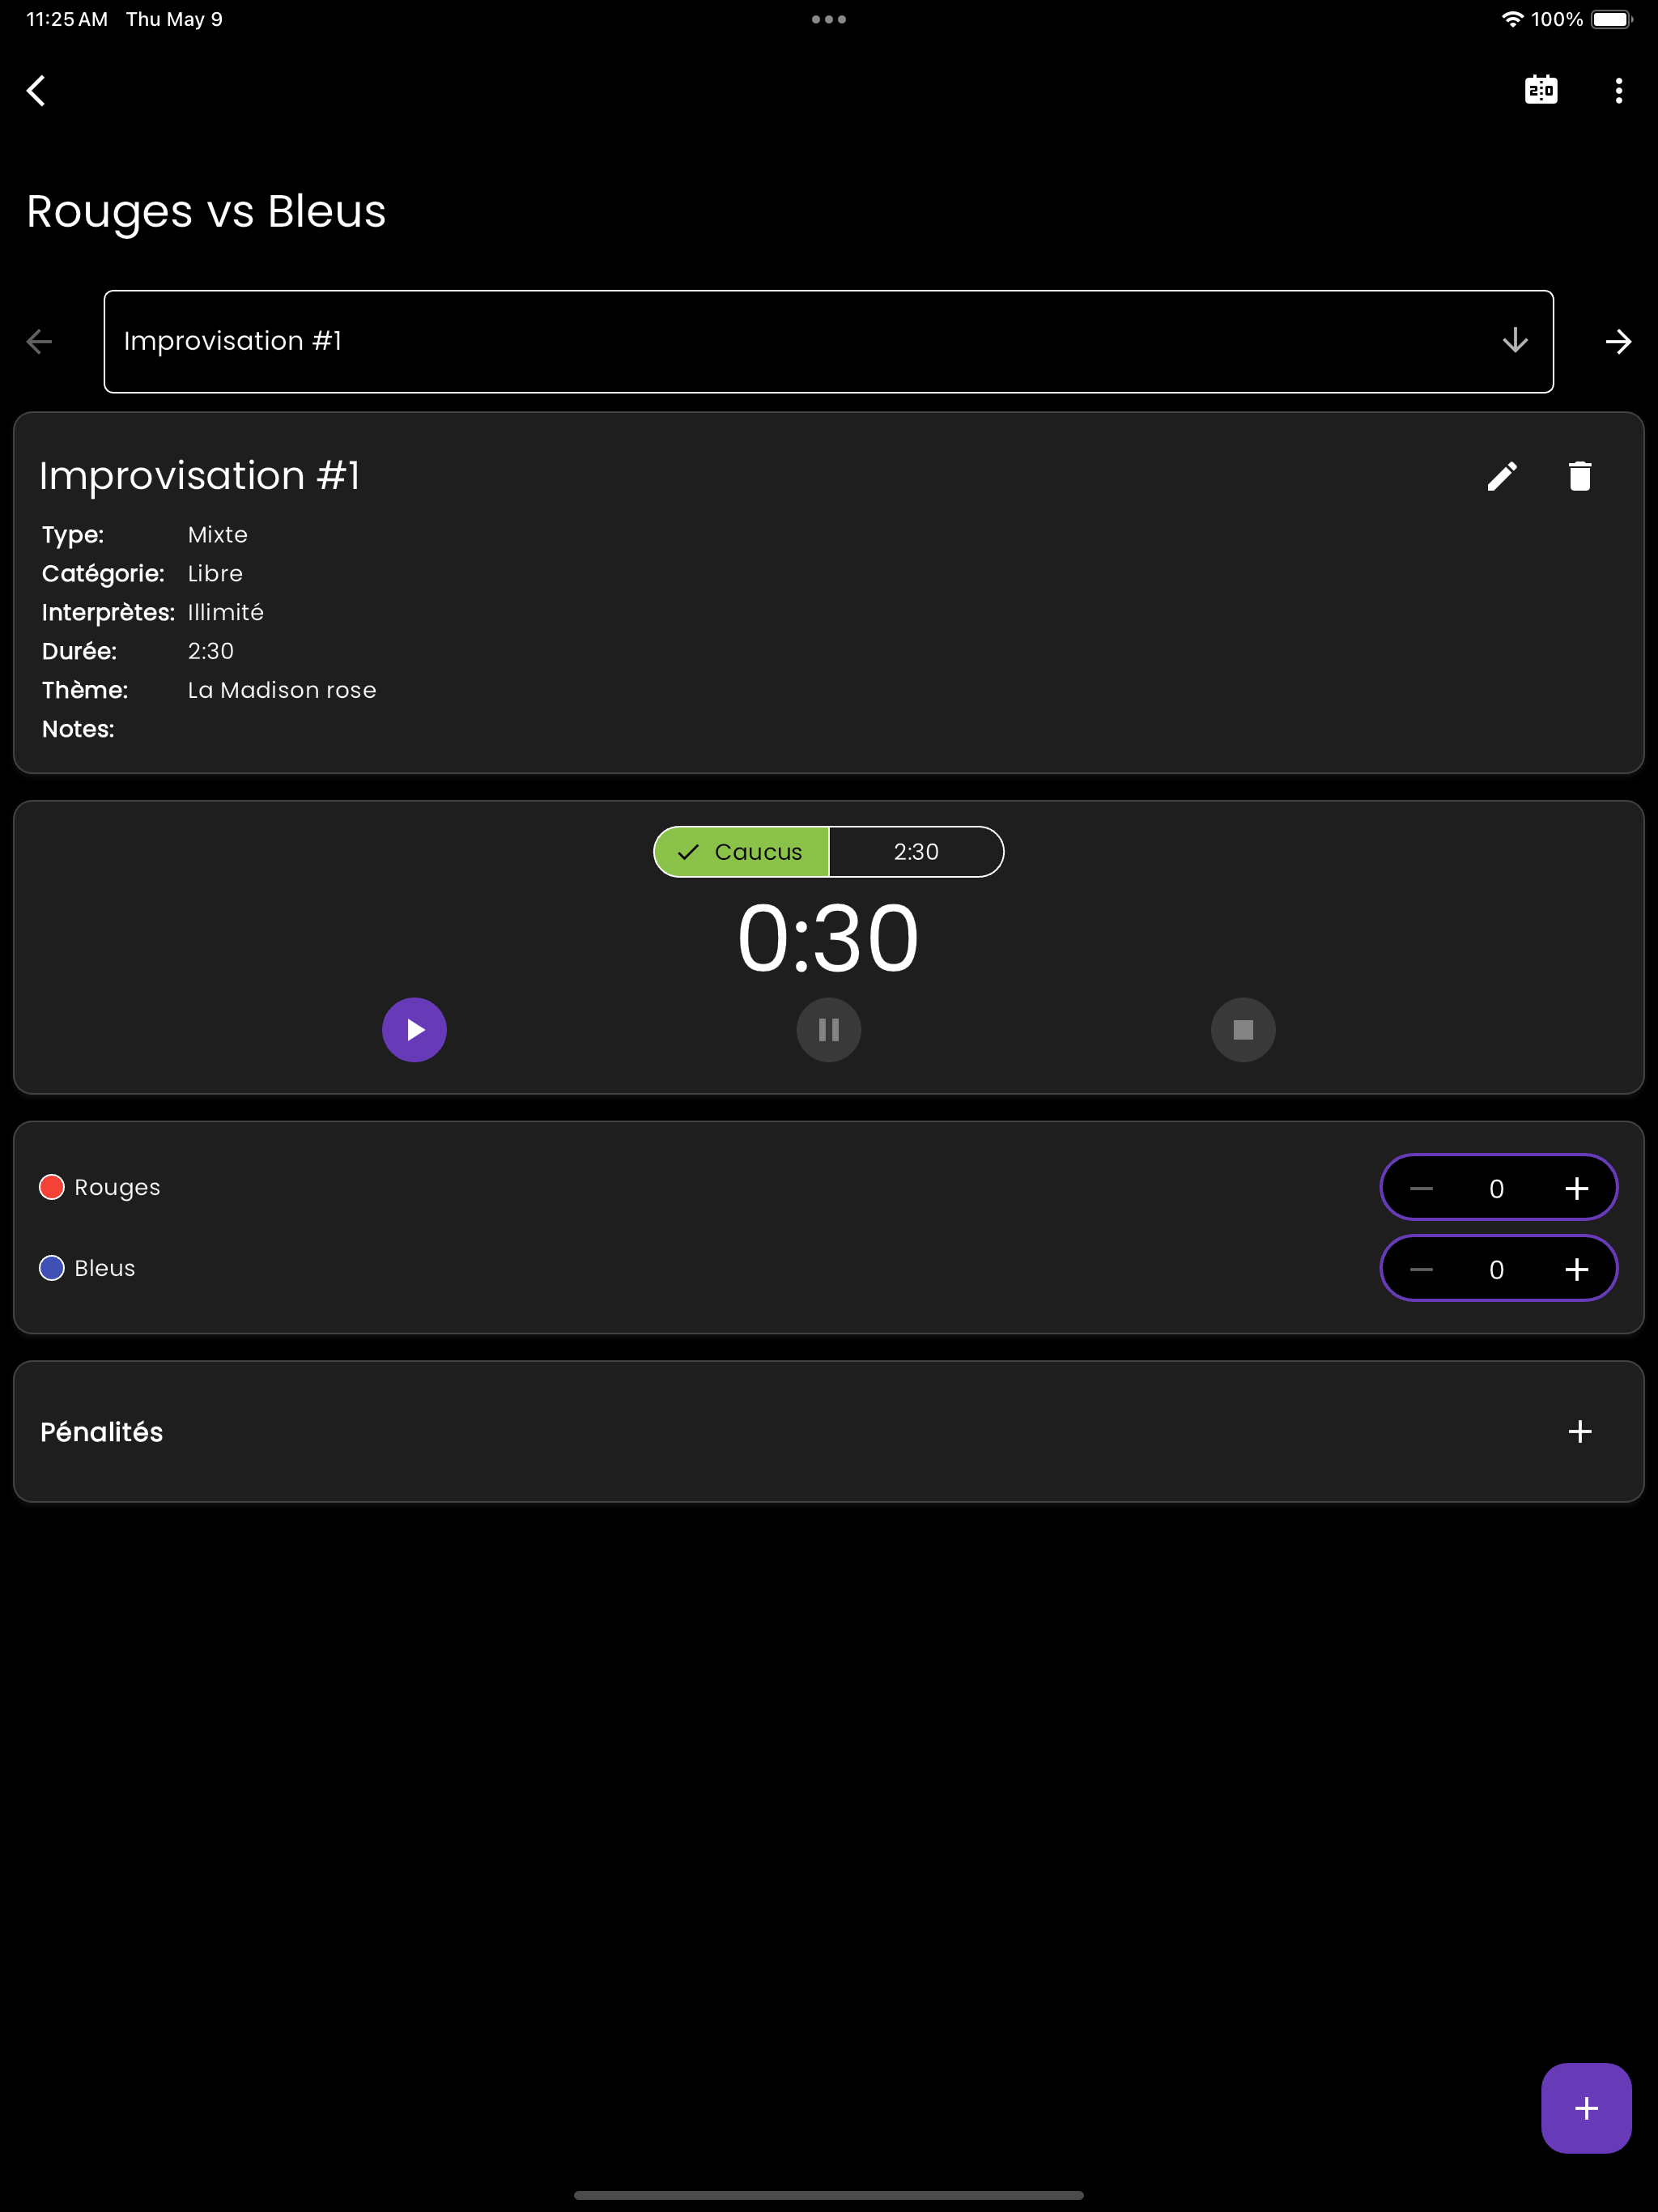 11:25 AM Thu May 9 100%
2:0
Rouges vs Bleus
Improvisation #1
Improvisation #1
Type: Mixte
Catégorie: Libre
Interprètes: Illimité
Durée: 2:30
Thème: La Madison rose
Notes:
Caucus 2:30
0:30
Rouges 0
Bleus 0
Pénalités